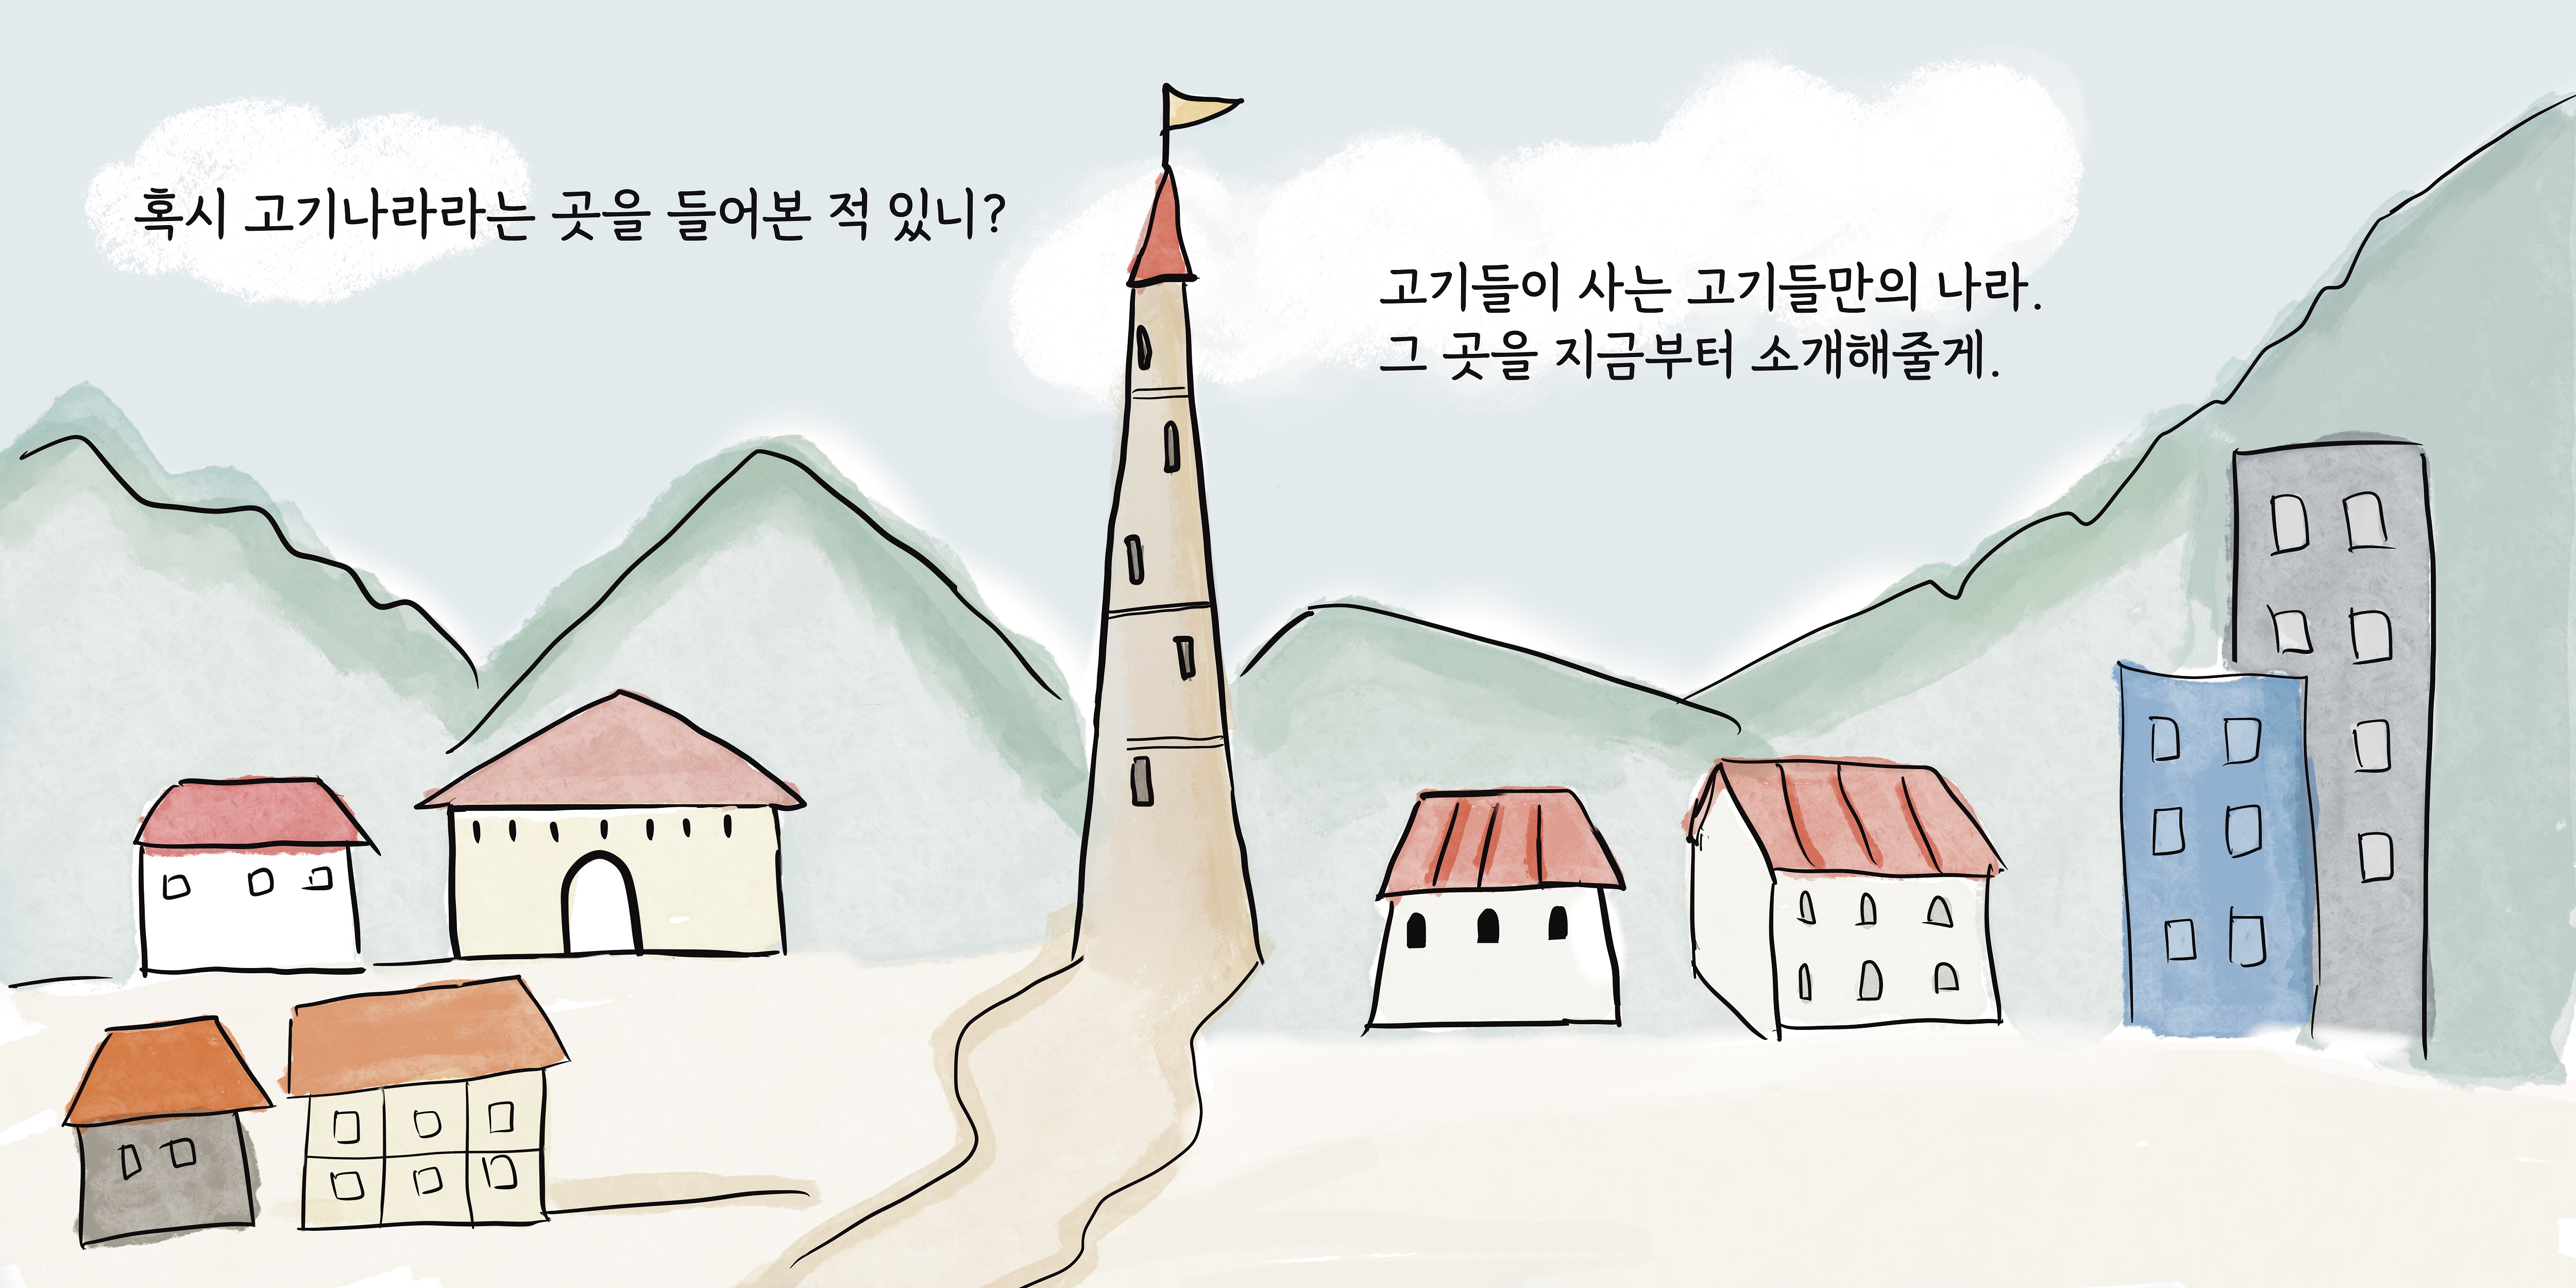 혹시 고기나라라는 곳을 들어본 적 있니?
고기들이 사는 고기들만의 나라.
그 곳을 지금부터 소개해줄게.